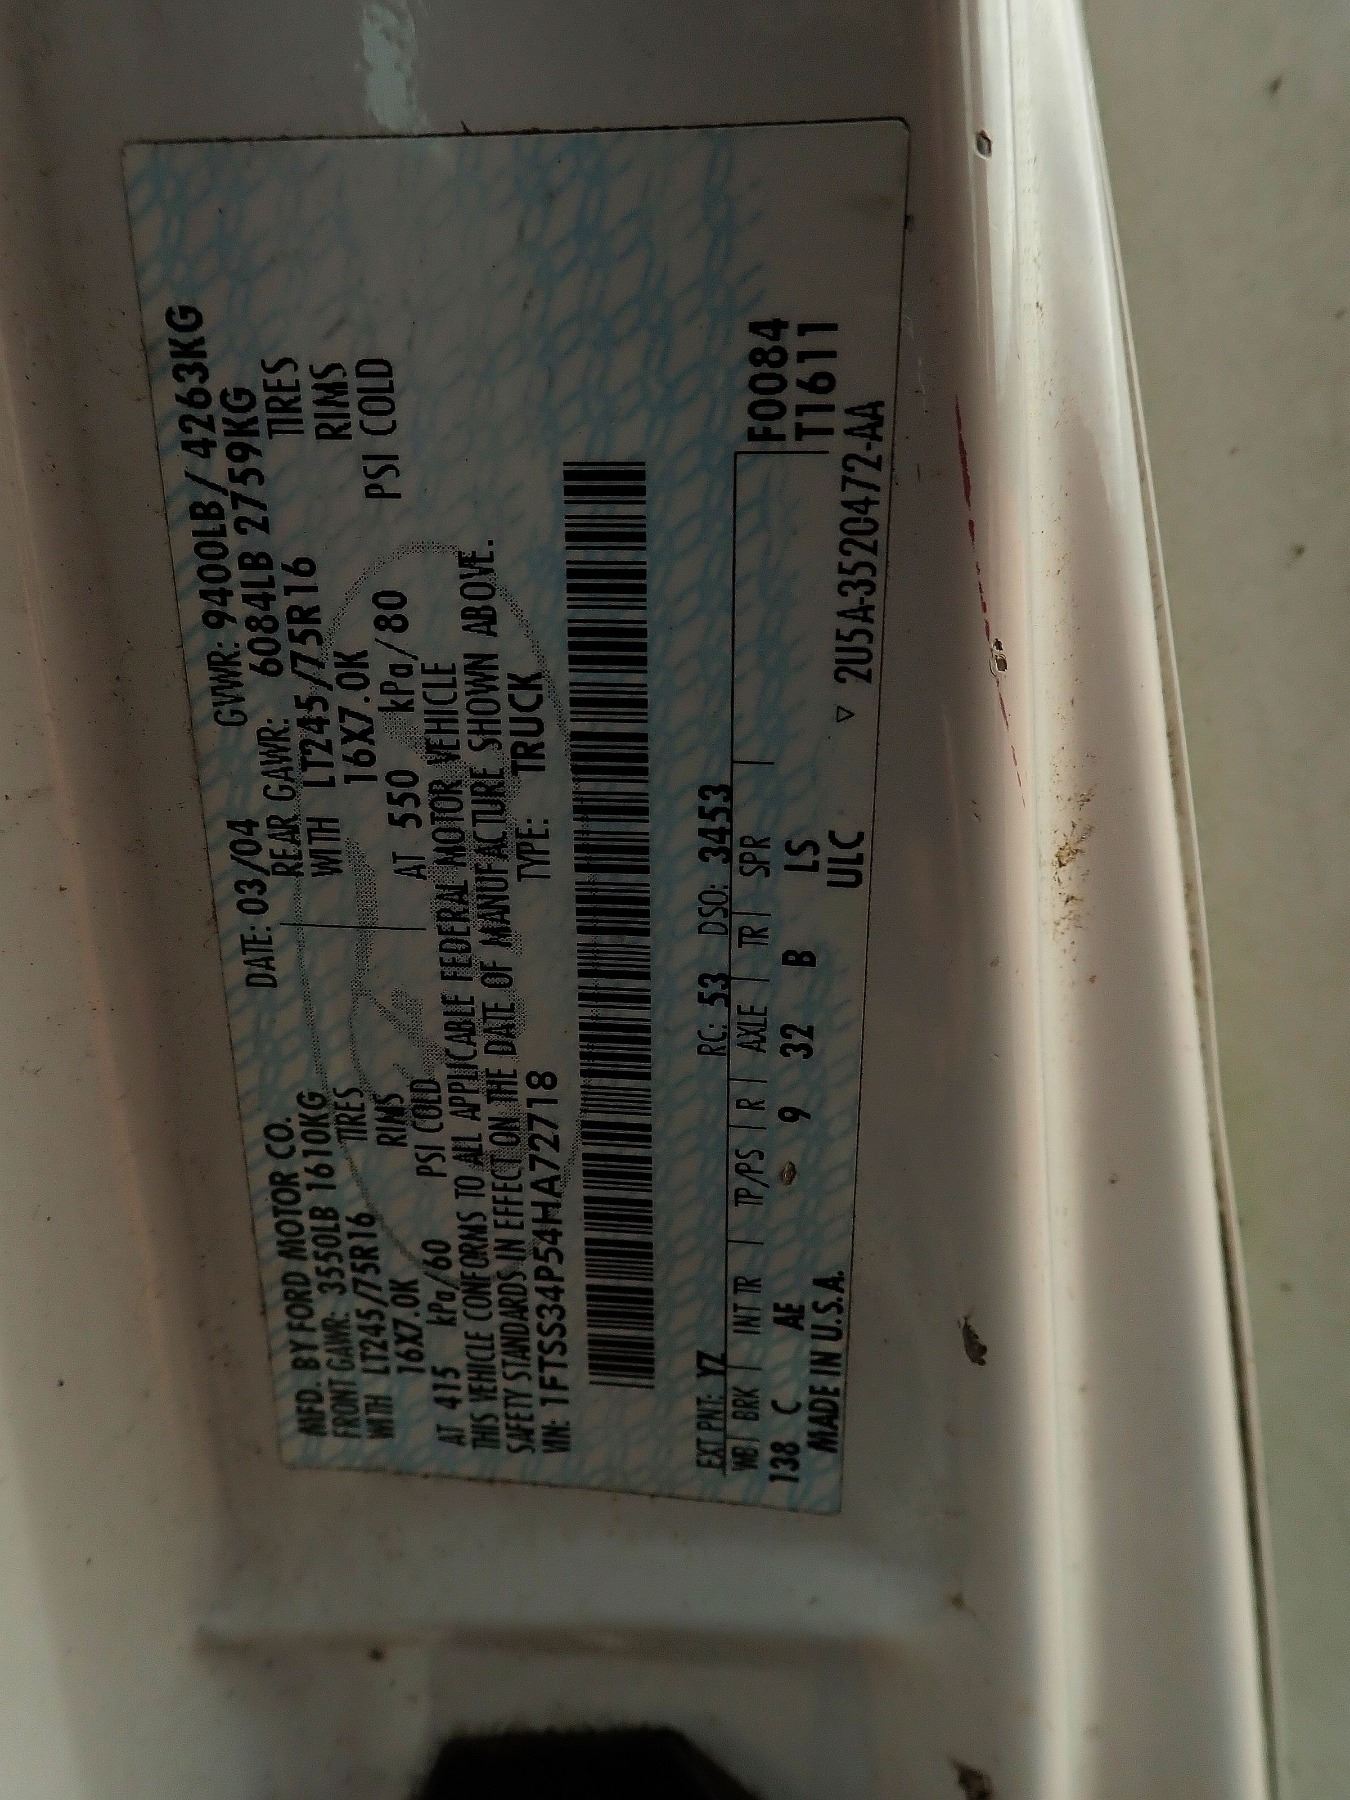 MFD. BY FORD MOTOR CO. DATE: 03/04 GVWR: 9400LB/ 4263KG
FRONT GAWR: 3550LB 1610KG REAR GAWR: 6084LB 2759KG
WITH LT245/75R16 TIRES WITH LT245/75R16 TIRES
16X7.0K RIMS 16X7.0K RIMS
AT 415 kPa/60 PSI COLD AT 550 kPa/80 PSI COLD
THIS VEHICLE CONFORMS TO ALL APPLICABLE FEDERAL MOTOR VEHICLE
SAFETY STANDARDS IN EFFECT ON THE DATE OF MANUFACTURE SHOWN ABOVE.
VIN: 1FTSS34P54HA72718 TYPE: TRUCK
EXT PNT: YZ RC: 53 DSO: 3453
WB | BRK | INT TR | TP/PS | R | AXLE | TR | SPR | F0084
138 C AE 9 32 B LS T1611
MADE IN U.S.A. ULC ▽ 2U5A-3520472-AA